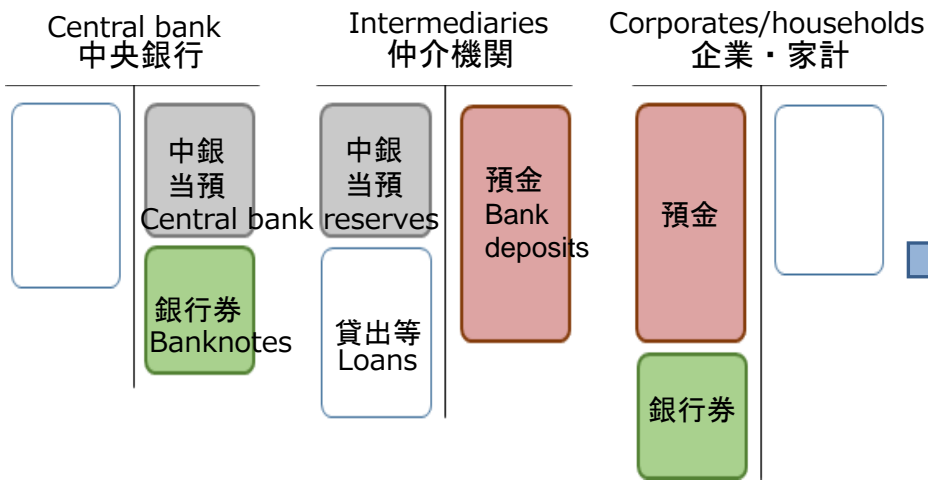 Central bank
中央銀行
Intermediaries
仲介機関
Corporates/households
企業・家計
中銀
当預
Central bank reserves
銀行券
Banknotes
中銀
当預
貸出等
Loans
預金
Bank
deposits
預金
銀行券